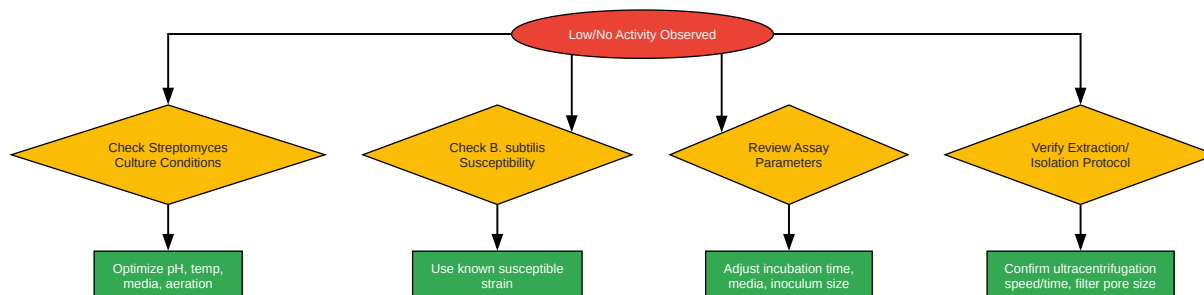 Low/No Activity Observed
Check Streptomyces
Culture Conditions
Check B. subtilis
Susceptibility
Review Assay
Parameters
Verify Extraction/
Isolation Protocol
Optimize pH, temp,
media, aeration
Use known susceptible
strain
Adjust incubation time,
media, inoculum size
Confirm ultracentrifugation
speed/time, filter pore size